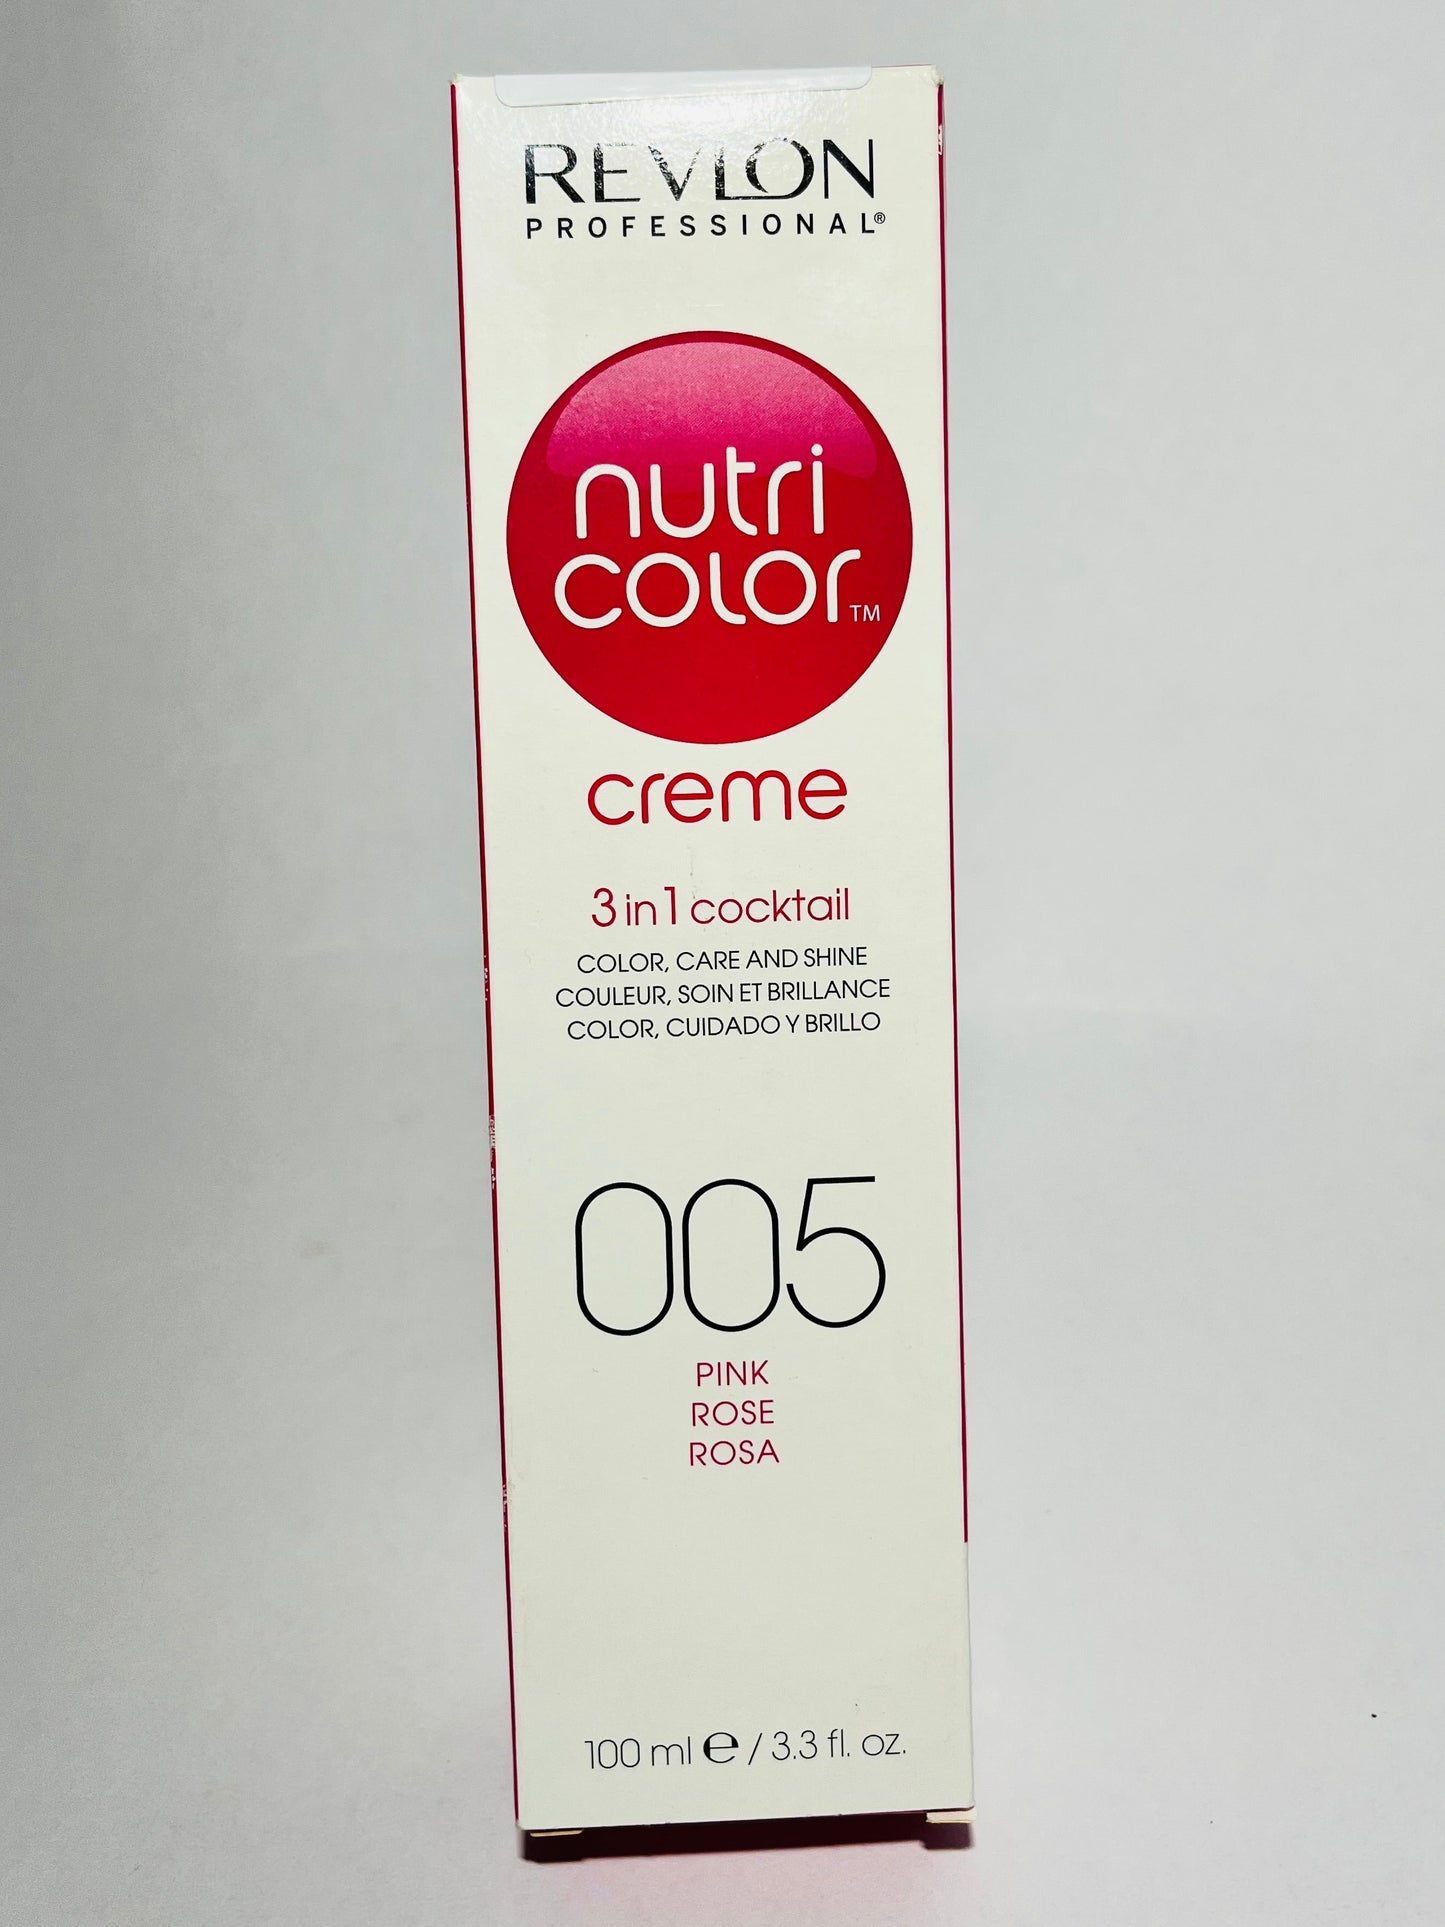 REVLON
PROFESSIONAL®
nutri
color™
creme
3 in 1 cocktail
COLOR, CARE AND SHINE
COULEUR, SOIN ET BRILLANCE
COLOR, CUIDADO Y BRILLO
005
PINK
ROSE
ROSA
100 ml ℮ / 3.3 fl. oz.